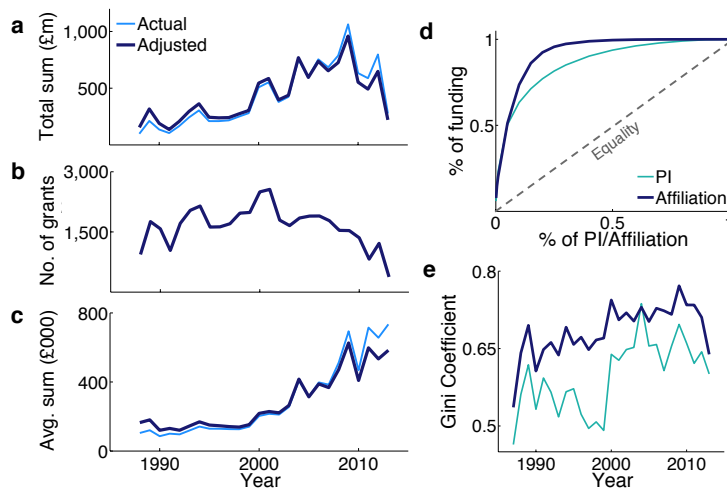 a
Total sum (£m)
1,000
500
Actual
Adjusted
b
No. of grants
3,000
1,500
c
Avg. sum (£000)
800
400
0
1990
2000
2010
Year
d
% of funding
1
0.5
0
0.5
1
Equality
PI
Affiliation
% of PI/Affiliation
e
Gini Coefficient
0.8
0.65
0.5
1990
2000
2010
Year